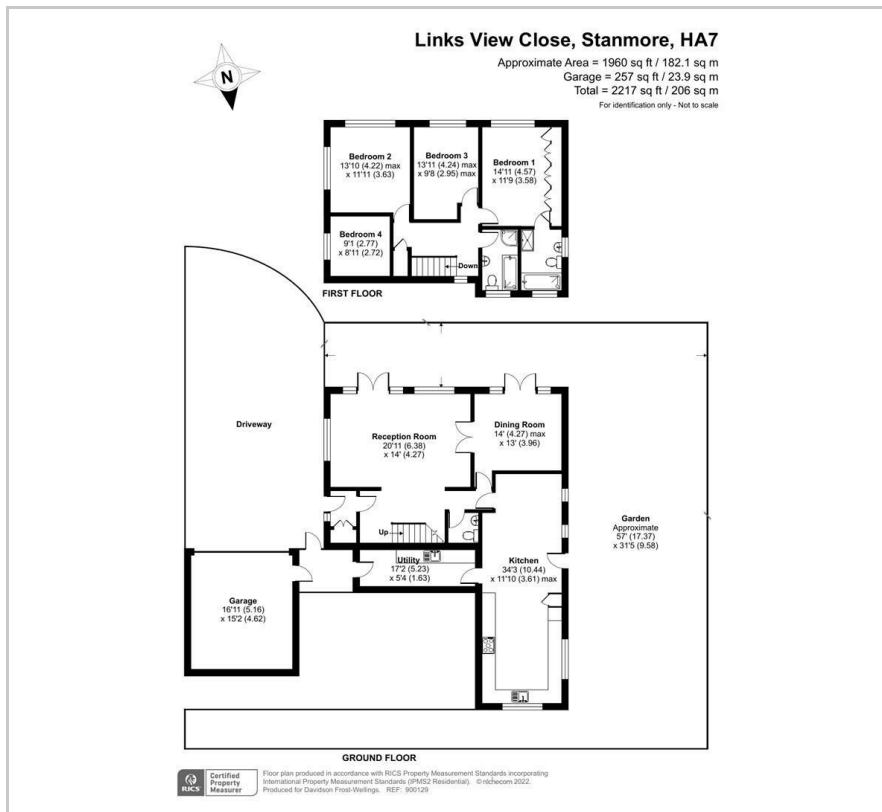 Links View Close, Stanmore, HA7
Approximate Area = 1960 sq ft / 182.1 sq m
Garage = 257 sq ft / 23.9 sq m
Total = 2217 sq ft / 206 sq m
For identification only - Not to scale
N
Bedroom 2
13'10 (4.22) max
x 11'11 (3.63)
Bedroom 3
13'11 (4.24) max
x 9'8 (2.95) max
Bedroom 1
14'11 (4.57)
x 11'9 (3.58)
Bedroom 4
9'1 (2.77)
x 8'11 (2.72)
Down
FIRST FLOOR
Driveway
Reception Room
20'11 (6.38)
x 14' (4.27)
Dining Room
14' (4.27) max
x 13' (3.96)
Garden
Approximate
57' (17.37)
x 31'5 (9.58)
Up
Utility
17'2 (5.23)
x 5'4 (1.63)
Kitchen
34'3 (10.44)
x 11'10 (3.61) max
Garage
16'11 (5.16)
x 15'2 (4.62)
GROUND FLOOR
RICS
Certified
Property
Measurer
Floor plan produced in accordance with RICS Property Measurement Standards incorporating
International Property Measurement Standards (IPMS2 Residential). © nichecom 2022.
Produced for Davidson Frost-Wellings. REF: 900129